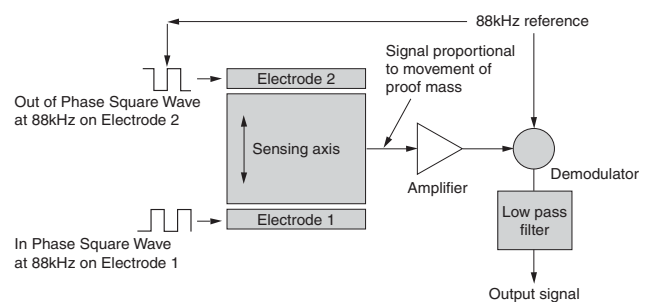 88kHz reference
Signal proportional
to movement of
proof mass
Electrode 2
Out of Phase Square Wave
at 88kHz on Electrode 2
Sensing axis
Amplifier
Demodulator
Electrode 1
Low pass
filter
In Phase Square Wave
at 88kHz on Electrode 1
Output signal